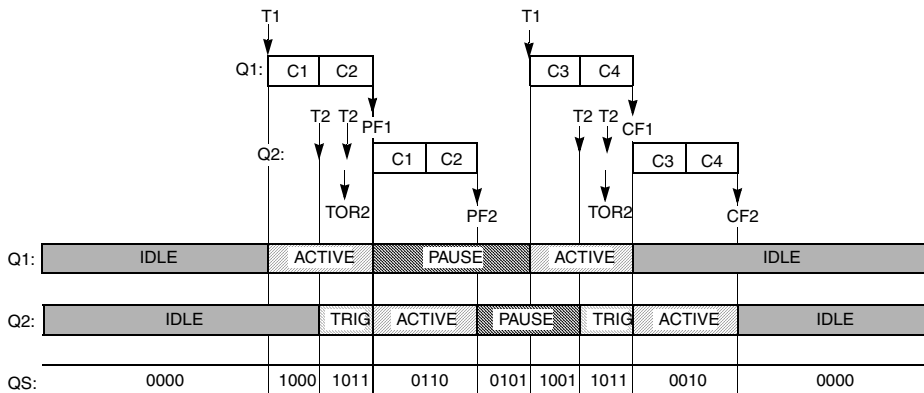 T1 T1
Q1: C1 C2 C3 C4
T2 T2 PF1 T2 T2 CF1
Q2: C1 C2 C3 C4
TOR2 PF2 TOR2 CF2
Q1: IDLE ACTIVE PAUSE ACTIVE IDLE
Q2: IDLE TRIG ACTIVE PAUSE TRIG ACTIVE IDLE
QS: 0000 1000 1011 0110 0101 1001 1011 0010 0000